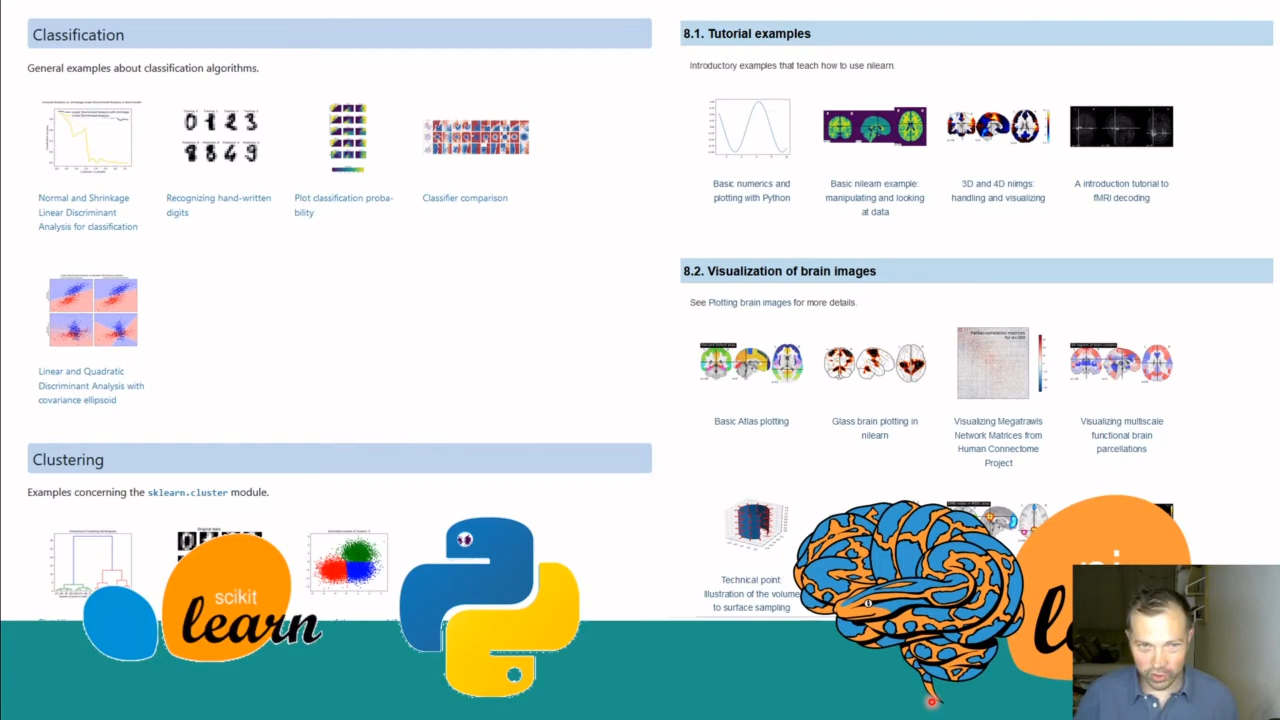 Classification
General examples about classification algorithms.
Normal and Shrinkage
Linear Discriminant
Analysis for classification
Recognizing hand-written
digits
Plot classification proba-
bility
Classifier comparison
Linear and Quadratic
Discriminant Analysis with
covariance ellipsoid
Clustering
Examples concerning the sklearn.cluster module.
scikit
learn
8.1. Tutorial examples
Introductory examples that teach how to use nilearn.
Basic numerics and
plotting with Python
Basic nilearn example:
manipulating and looking
at data
3D and 4D niimgs:
handling and visualizing
A introduction tutorial to
fMRI decoding
8.2. Visualization of brain images
See Plotting brain images for more details.
Basic Atlas plotting
Glass brain plotting in
nilearn
Visualizing Megatrawls
Network Matrices from
Human Connectome
Project
Visualizing multiscale
functional brain
parcellations
Technical point:
Illustration of the volume
to surface sampling